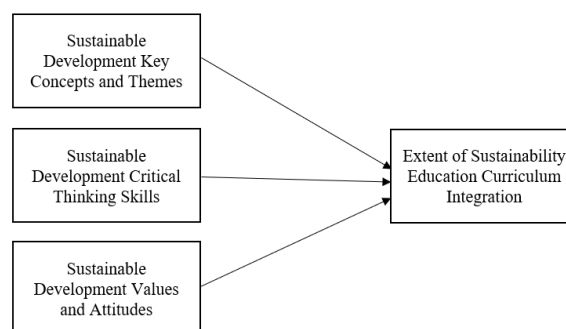 Sustainable
Development Key
Concepts and Themes
Sustainable
Development Critical
Thinking Skills
Sustainable
Development Values
and Attitudes
Extent of Sustainability
Education Curriculum
Integration